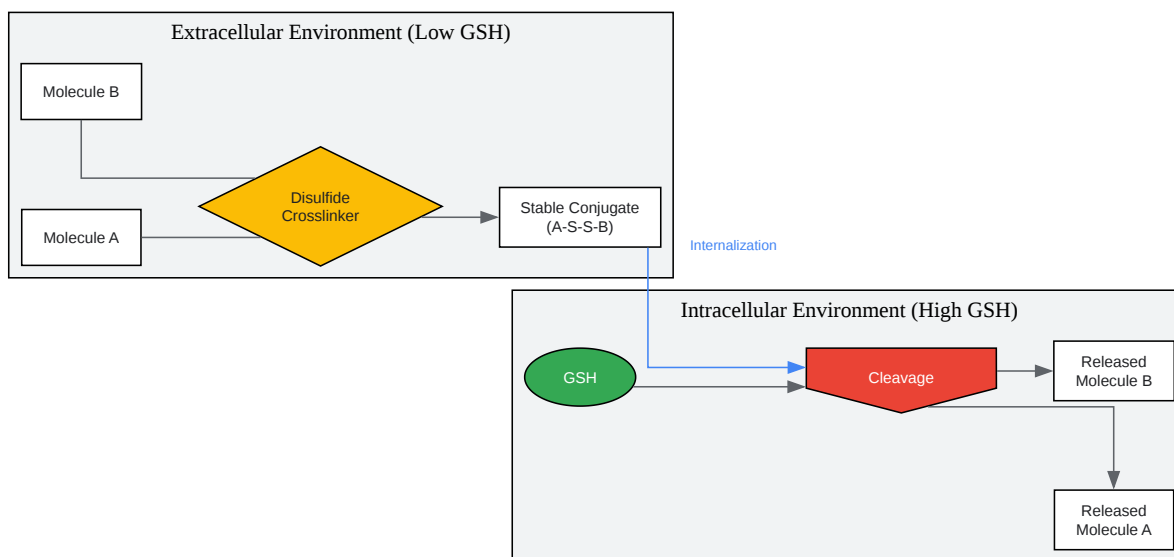 Extracellular Environment (Low GSH)
Molecule B
Disulfide
Crosslinker
Molecule A
Stable Conjugate
(A-S-S-B)
Internalization
Intracellular Environment (High GSH)
GSH
Cleavage
Released
Molecule B
Released
Molecule A